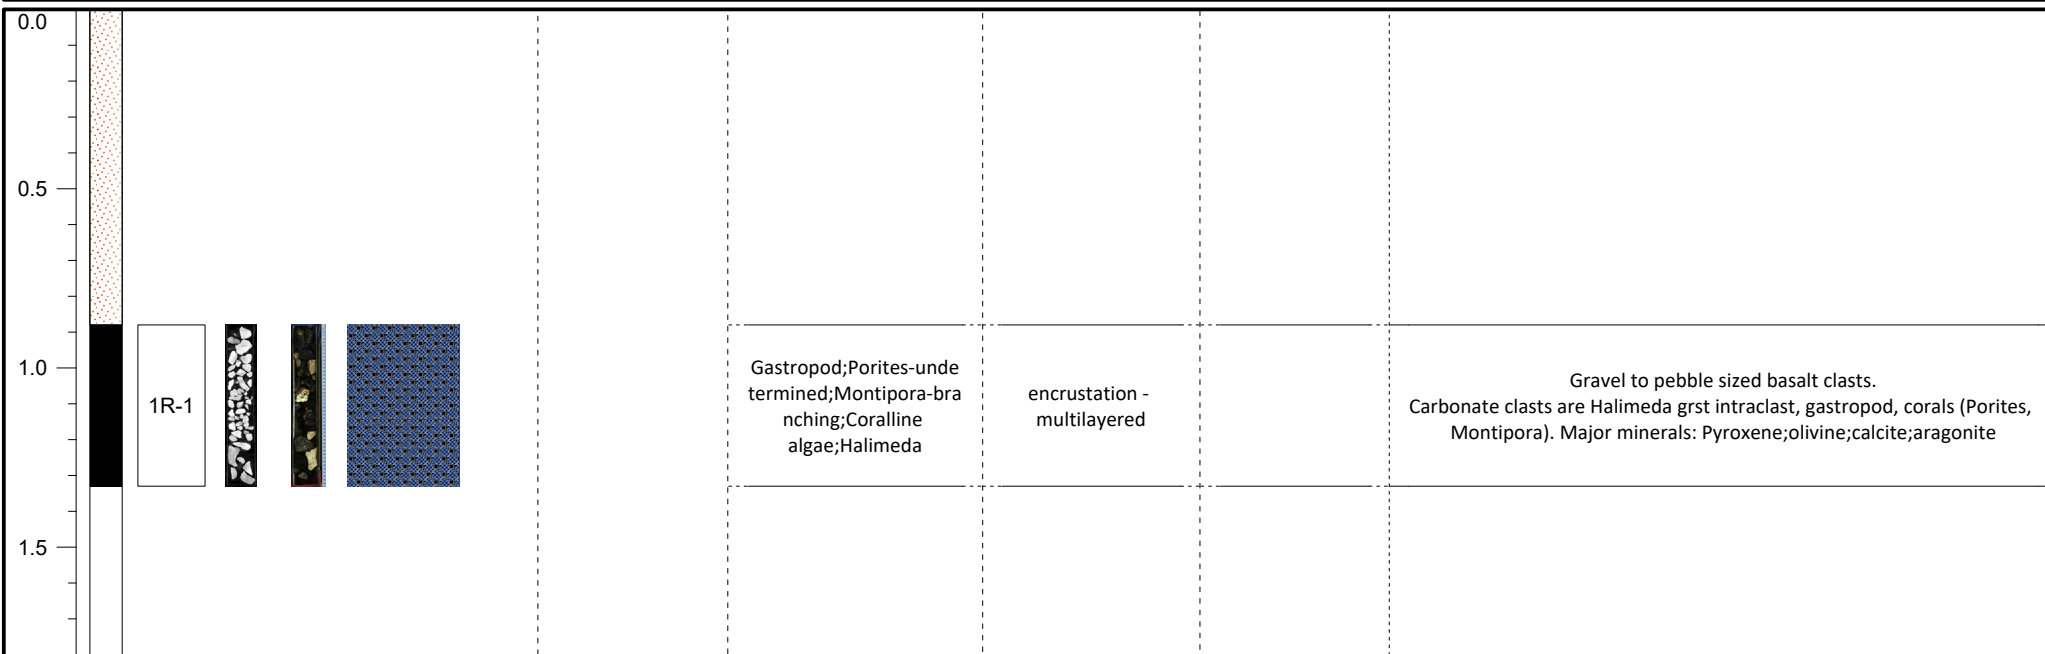 0.0
0.5
1.0
1.5
1R-1
Gastropod;Porites-unde
termined;Montipora-bra
nching;Coralline
algae;Halimeda
encrustation -
multilayered
Gravel to pebble sized basalt clasts.
Carbonate clasts are Halimeda grst intraclast, gastropod, corals (Porites,
Montipora). Major minerals: Pyroxene;olivine;calcite;aragonite